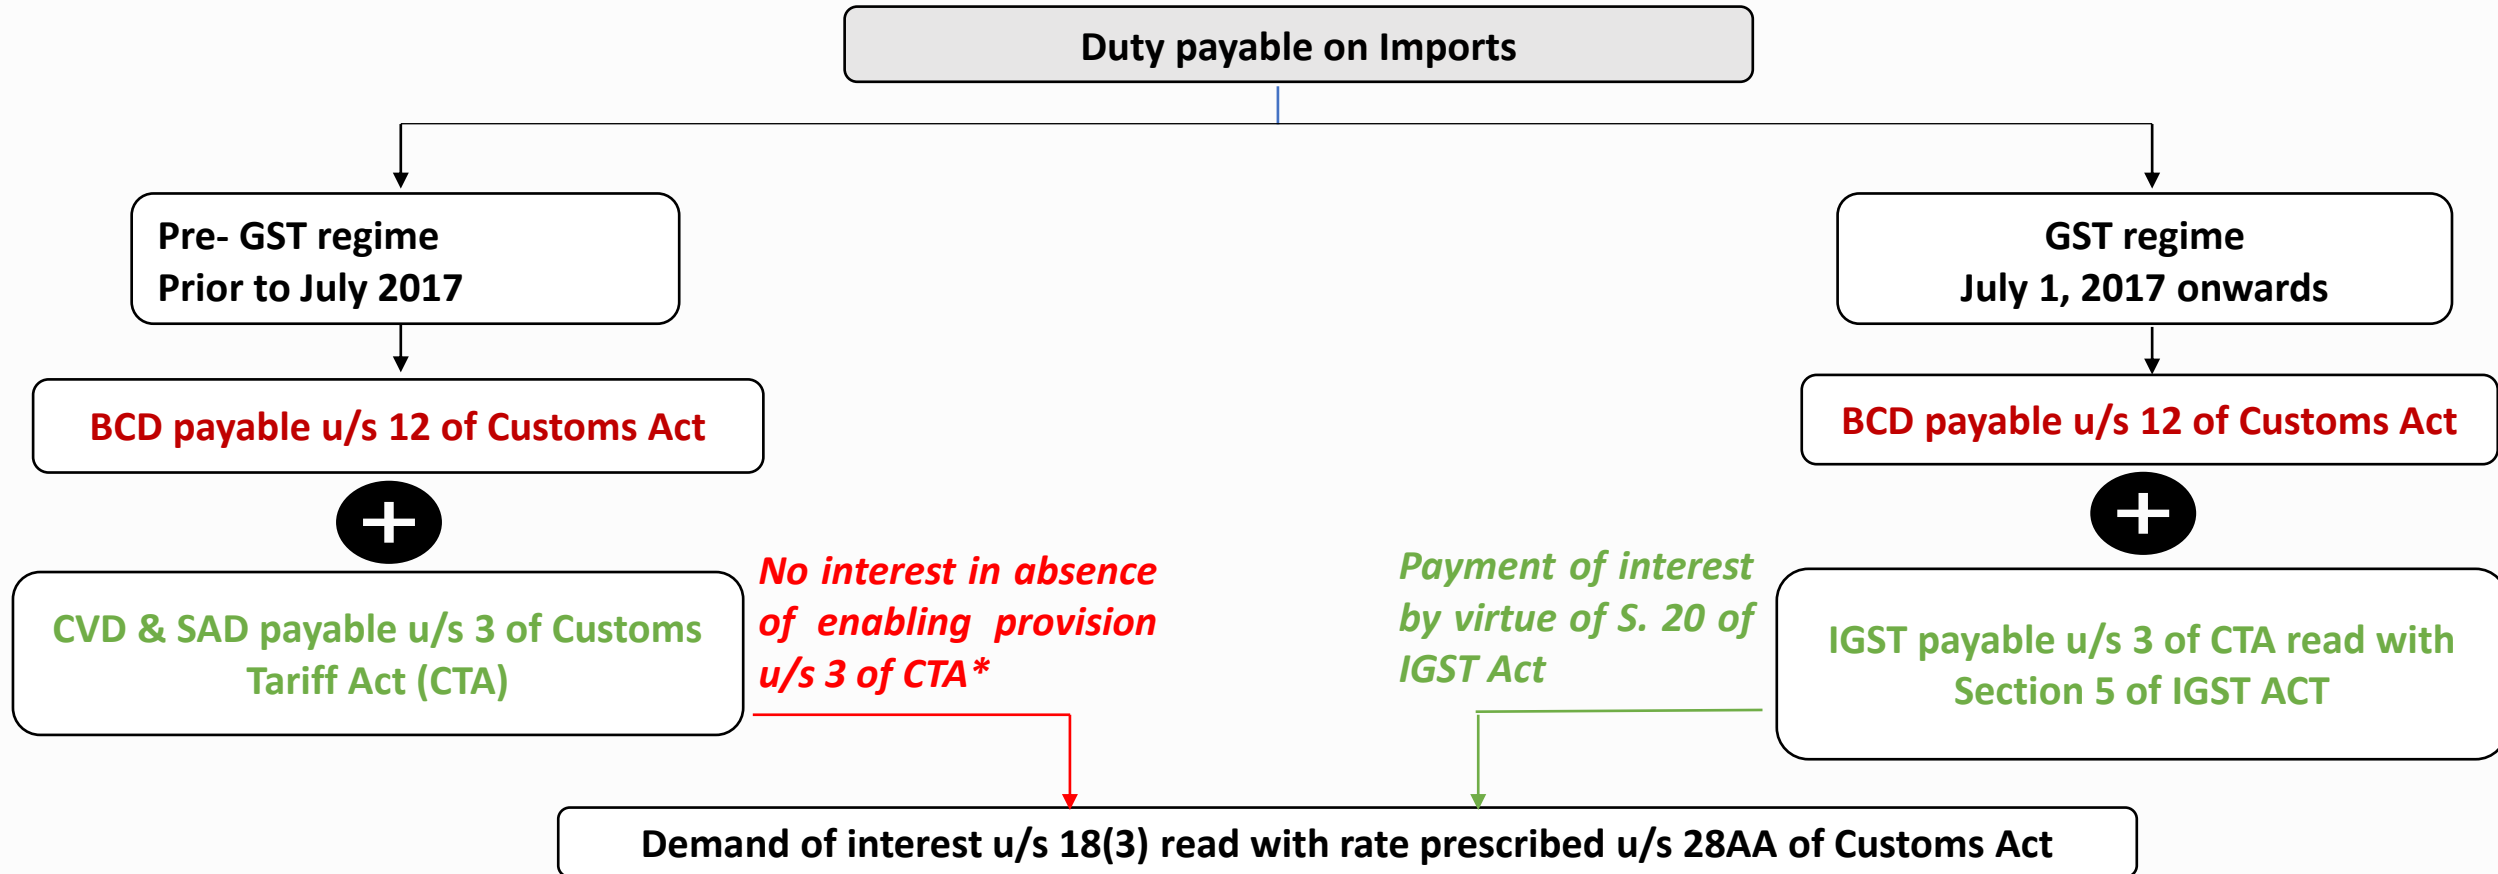 Duty payable on Imports
Pre- GST regime
Prior to July 2017
GST regime
July 1, 2017 onwards
BCD payable u/s 12 of Customs Act
BCD payable u/s 12 of Customs Act
+
+
CVD & SAD payable u/s 3 of Customs
Tariff Act (CTA)
No interest in absence
of enabling provision
u/s 3 of CTA*
Payment of interest
by virtue of S. 20 of
IGST Act
IGST payable u/s 3 of CTA read with
Section 5 of IGST ACT
Demand of interest u/s 18(3) read with rate prescribed u/s 28AA of Customs Act